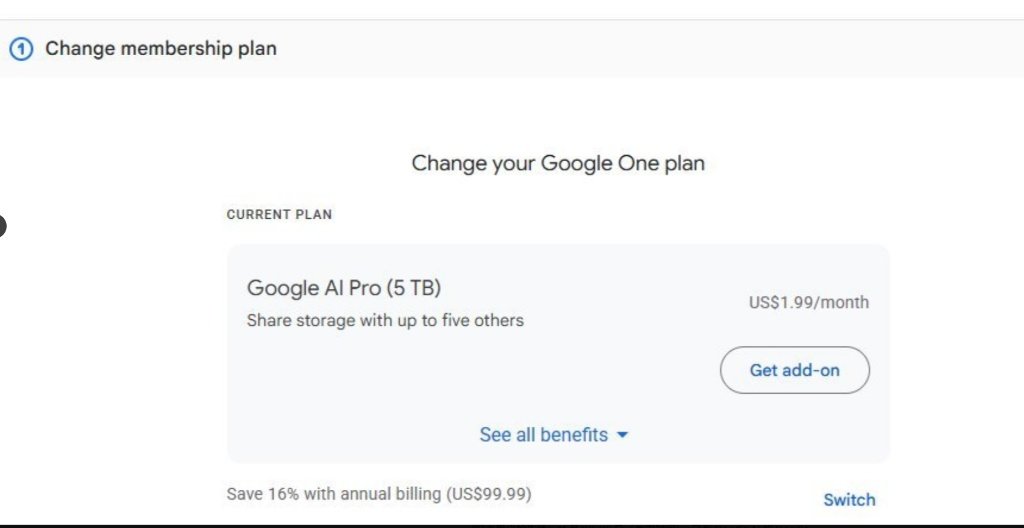 1 Change membership plan
Change your Google One plan
CURRENT PLAN
Google AI Pro (5 TB)
US$1.99/month
Share storage with up to five others
Get add-on
See all benefits
Save 16% with annual billing (US$99.99)
Switch